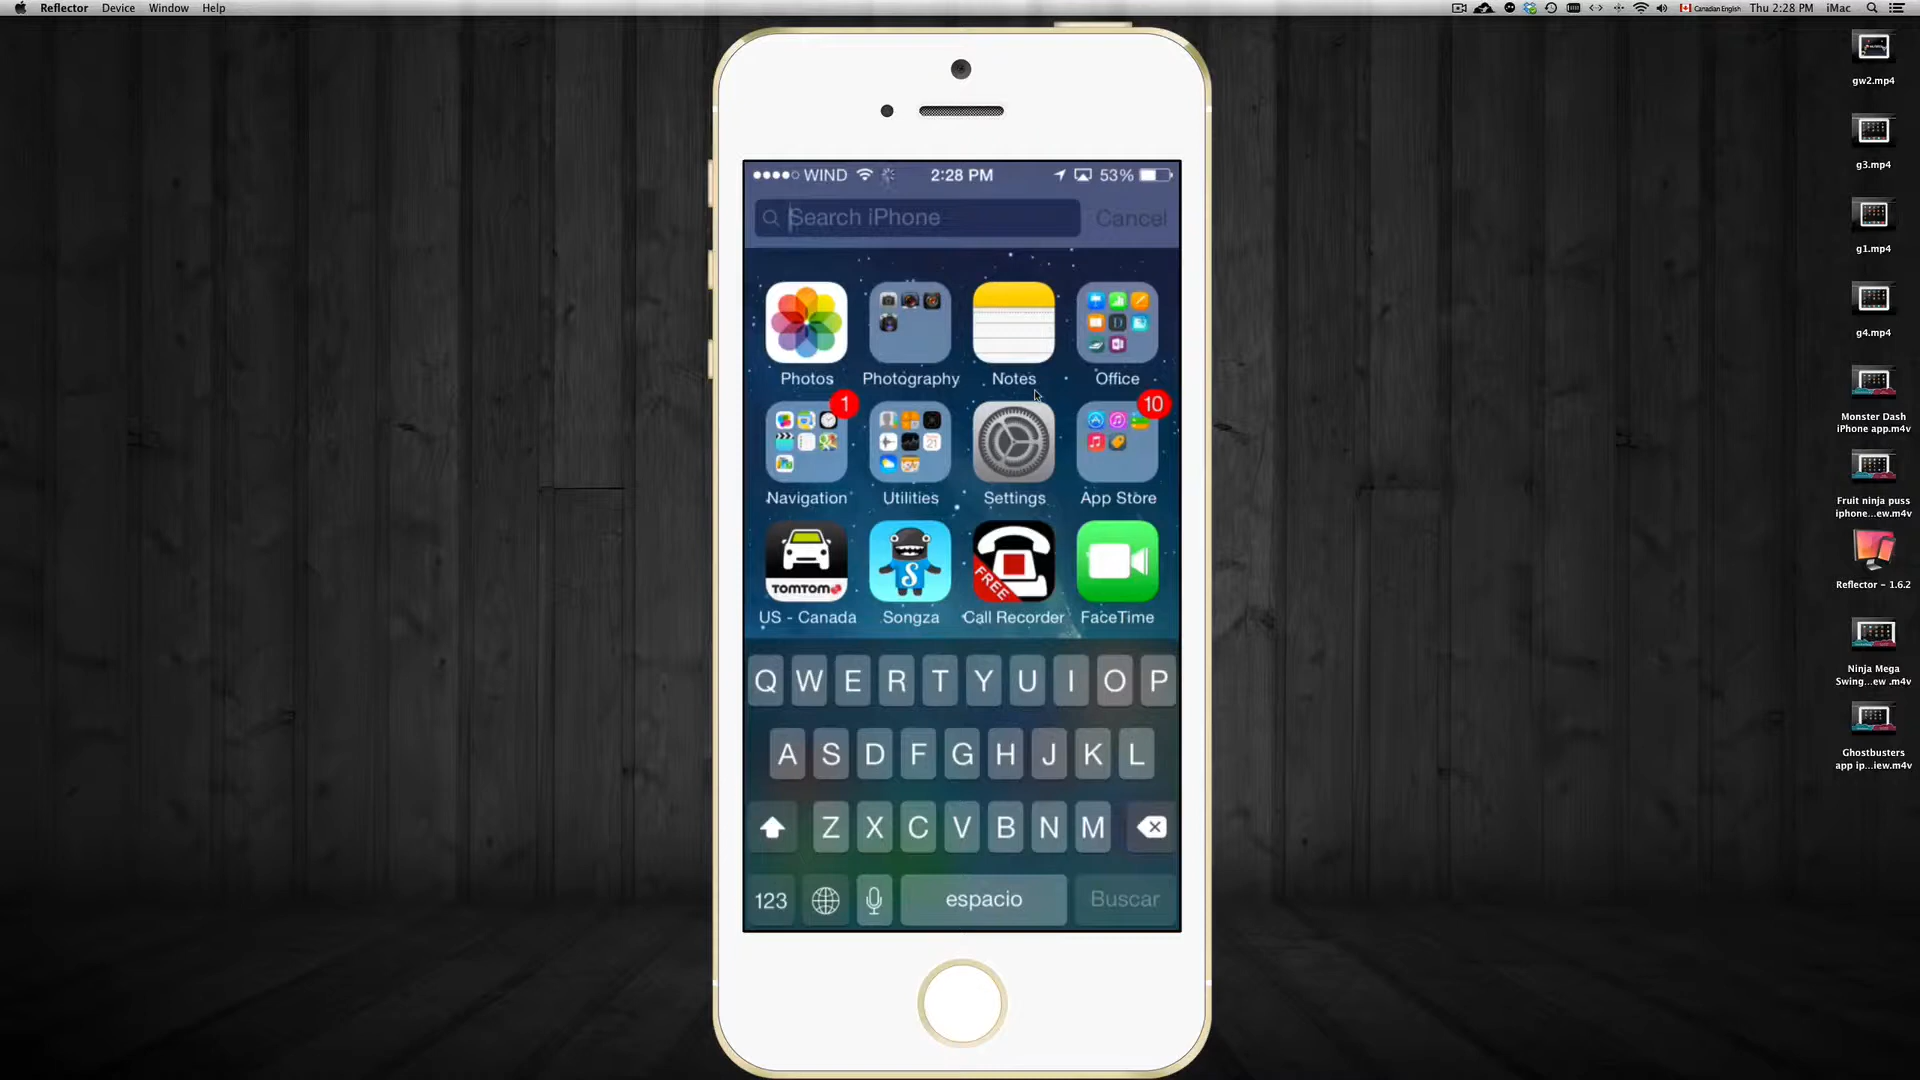 Reflector Device Window Help
Canadian English Thu 2:28 PM iMac
WIND 2:28 PM 53%
Search iPhone Cancel
Photos Photography Notes Office
1 10
Navigation Utilities Settings App Store
21
TOMTOM S FREE
US - Canada Songza Call Recorder FaceTime
Q W E R T Y U I O P
A S D F G H J K L
Z X C V B N M
123 espacio Buscar
gw2.mp4
g3.mp4
g1.mp4
g4.mp4
Monster Dash
iPhone app.m4v
Fruit ninja puss
iphone...ew.m4v
Reflector - 1.6.2
Ninja Mega
Swing...ew .m4v
Ghostbusters
app ip...iew.m4v